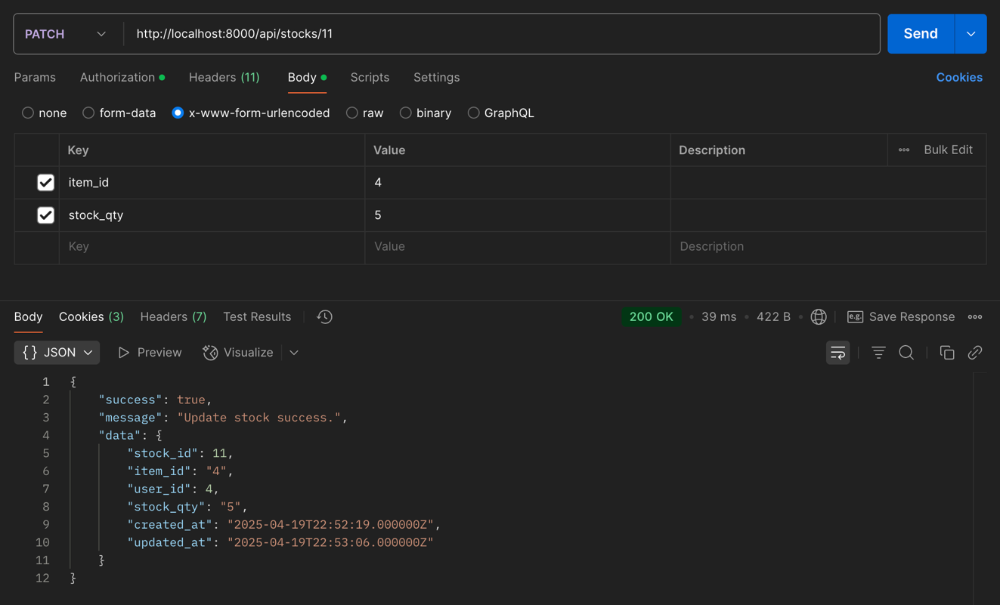 PATCH http://localhost:8000/api/stocks/11 Send
Params Authorization Headers (11) Body Scripts Settings Cookies
none form-data x-www-form-urlencoded raw binary GraphQL
Key Value Description Bulk Edit
item_id 4
stock_qty 5
Key Value Description
Body Cookies (3) Headers (7) Test Results 200 OK 39 ms 422 B e.g. Save Response
{} JSON Preview Visualize
1 {
2 "success": true,
3 "message": "Update stock success.",
4 "data": {
5 "stock_id": 11,
6 "item_id": "4",
7 "user_id": 4,
8 "stock_qty": "5",
9 "created_at": "2025-04-19T22:52:19.000000Z",
10 "updated_at": "2025-04-19T22:53:06.000000Z"
11 }
12 }